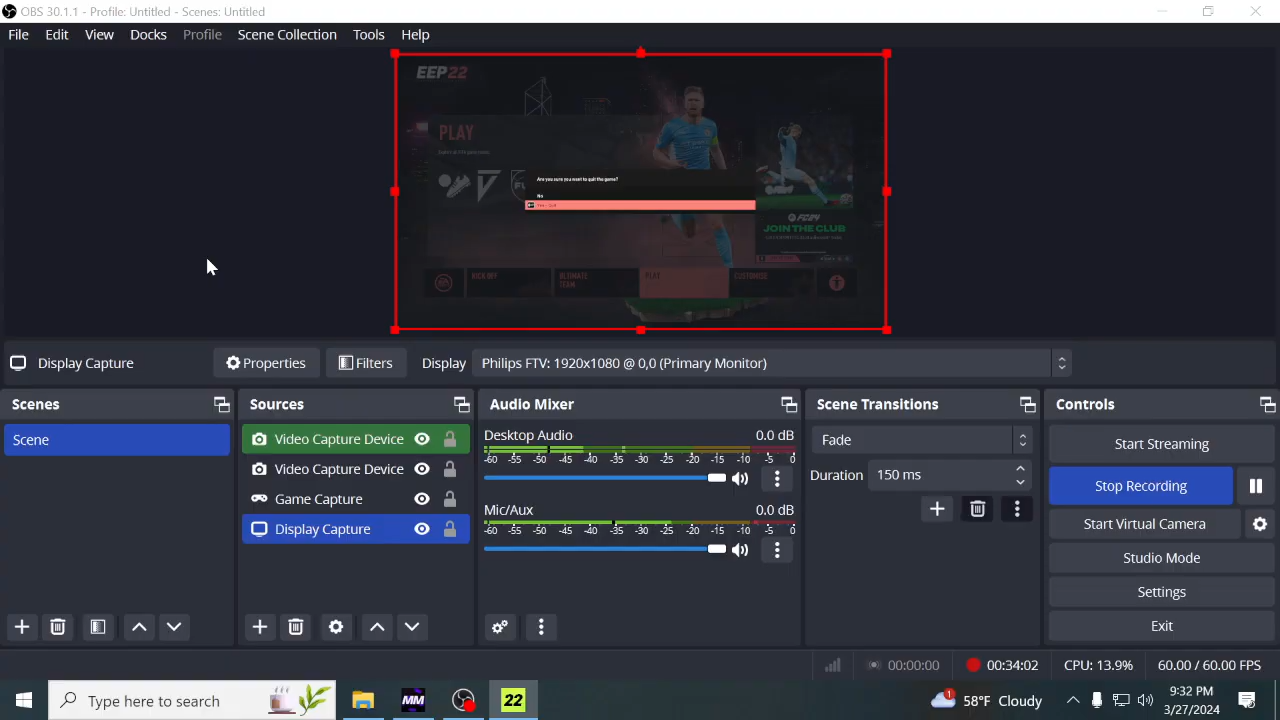 OBS 30.1.1 - Profile: Untitled - Scenes: Untitled
File Edit View Docks Profile Scene Collection Tools Help
EEP22
PLAY
Are you sure you want to quit the game?
No
FC24
JOIN THE CLUB
KICK OFF
ULTIMATE
TEAM
PLAY
CUSTOMISE
Display Capture Properties Filters Display Philips FTV: 1920x1080 @ 0,0 (Primary Monitor)
Scenes
Scene
Sources
Video Capture Device
Video Capture Device
Game Capture
Display Capture
Audio Mixer
Desktop Audio 0.0 dB
-60 -55 -50 -45 -40 -35 -30 -25 -20 -15 -10 -5 0
Mic/Aux 0.0 dB
-60 -55 -50 -45 -40 -35 -30 -25 -20 -15 -10 -5 0
Scene Transitions
Fade
Duration 150 ms
Controls
Start Streaming
Stop Recording
Start Virtual Camera
Studio Mode
Settings
Exit
00:00:00 00:34:02 CPU: 13.9% 60.00 / 60.00 FPS
Type here to search
MM
22
1
58°F Cloudy
9:32 PM
3/27/2024